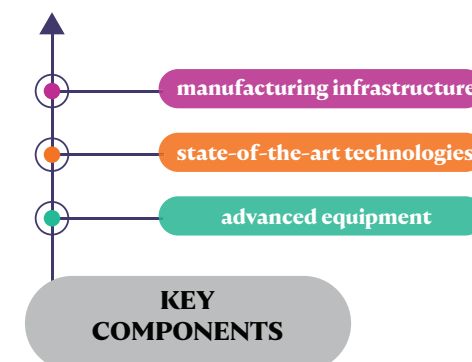 manufacturing infrastructure
state-of-the-art technologies
advanced equipment
KEY
COMPONENTS